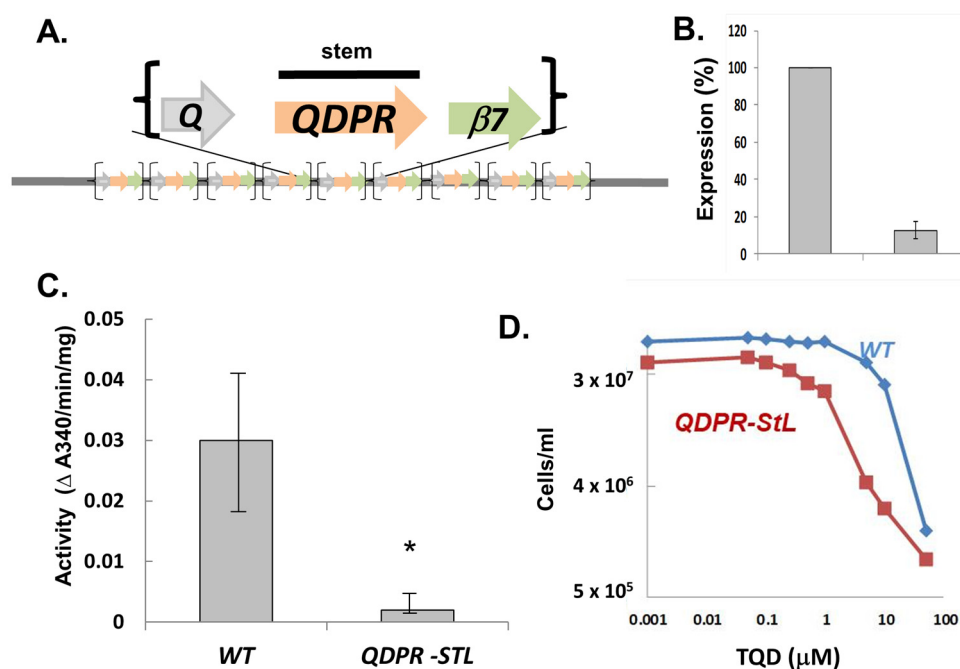 A.
stem
Q
QDPR
β7
B.
Expression (%)
120
100
80
60
40
20
0
C.
Activity (Δ A340/min/mg)
0.05
0.04
0.03
0.02
0.01
0
*
WT
QDPR -STL
D.
Cells/ml
3 x 10⁷
4 x 10⁶
5 x 10⁵
WT
QDPR-StL
0.001
0.01
0.1
1
10
100
TQD (μM)